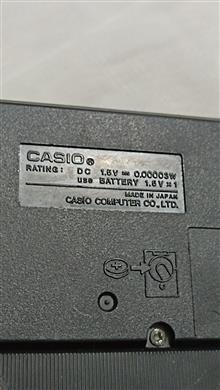 CASIO®
RATING: DC 1.5V ⎓ 0.00003W
use BATTERY 1.5V×1
MADE IN JAPAN
CASIO COMPUTER CO., LTD.